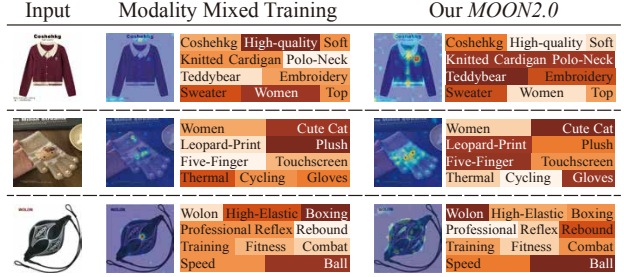 Input Modality Mixed Training Our MOON2.0
Coshehkg
Coshehkg High-quality Soft
Knitted Cardigan Polo-Neck
Teddybear Embroidery
Sweater Women Top
Coshehkg High-quality Soft
Knitted Cardigan Polo-Neck
Teddybear Embroidery
Sweater Women Top
Women Cute Cat
Leopard-Print Plush
Five-Finger Touchscreen
Thermal Cycling Gloves
Women Cute Cat
Leopard-Print Plush
Five-Finger Touchscreen
Thermal Cycling Gloves
WOLON
Wolon High-Elastic Boxing
Professional Reflex Rebound
Training Fitness Combat
Speed Ball
Wolon High-Elastic Boxing
Professional Reflex Rebound
Training Fitness Combat
Speed Ball